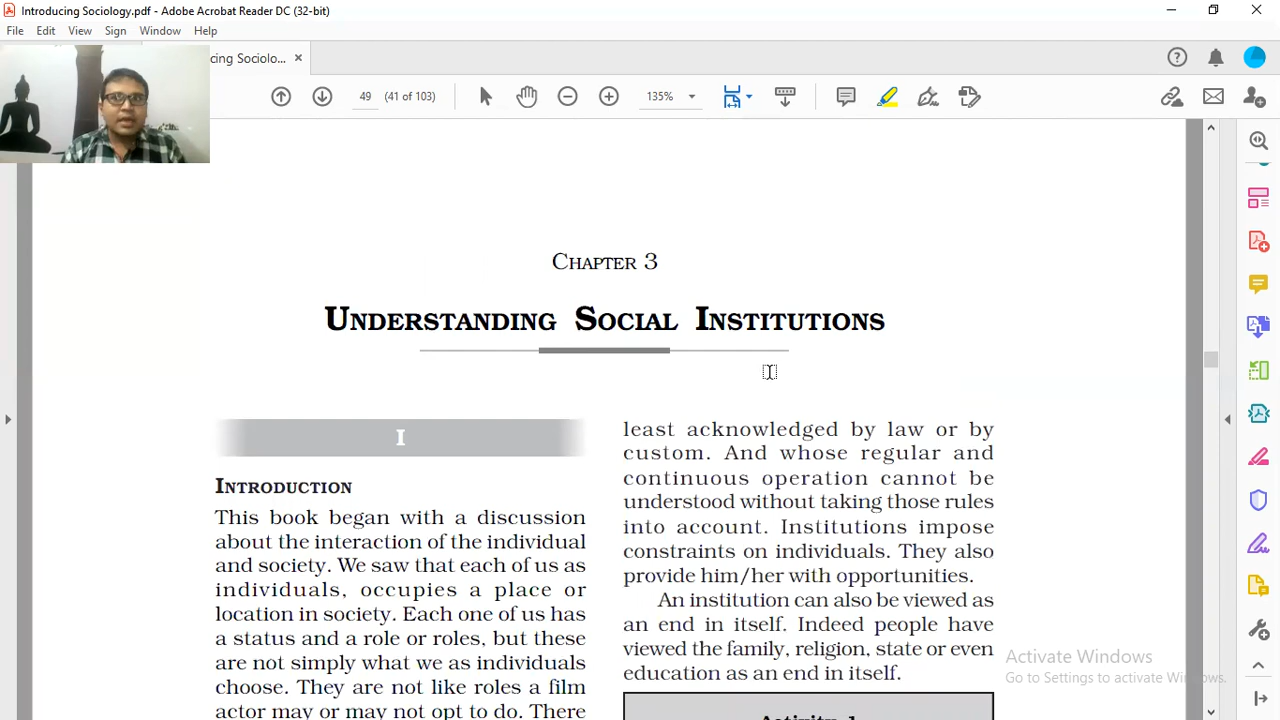 Introducing Sociology.pdf - Adobe Acrobat Reader DC (32-bit)
File Edit View Sign Window Help
cing Sociolo... ×
49 (41 of 103) 135%
CHAPTER 3
UNDERSTANDING SOCIAL INSTITUTIONS
I
INTRODUCTION
This book began with a discussion
about the interaction of the individual
and society. We saw that each of us as
individuals, occupies a place or
location in society. Each one of us has
a status and a role or roles, but these
are not simply what we as individuals
choose. They are not like roles a film
actor may or may not opt to do. There
least acknowledged by law or by
custom. And whose regular and
continuous operation cannot be
understood without taking those rules
into account. Institutions impose
constraints on individuals. They also
provide him/her with opportunities.
An institution can also be viewed as
an end in itself. Indeed people have
viewed the family, religion, state or even
education as an end in itself.
Activity 1
Activate Windows
Go to Settings to activate Windows.